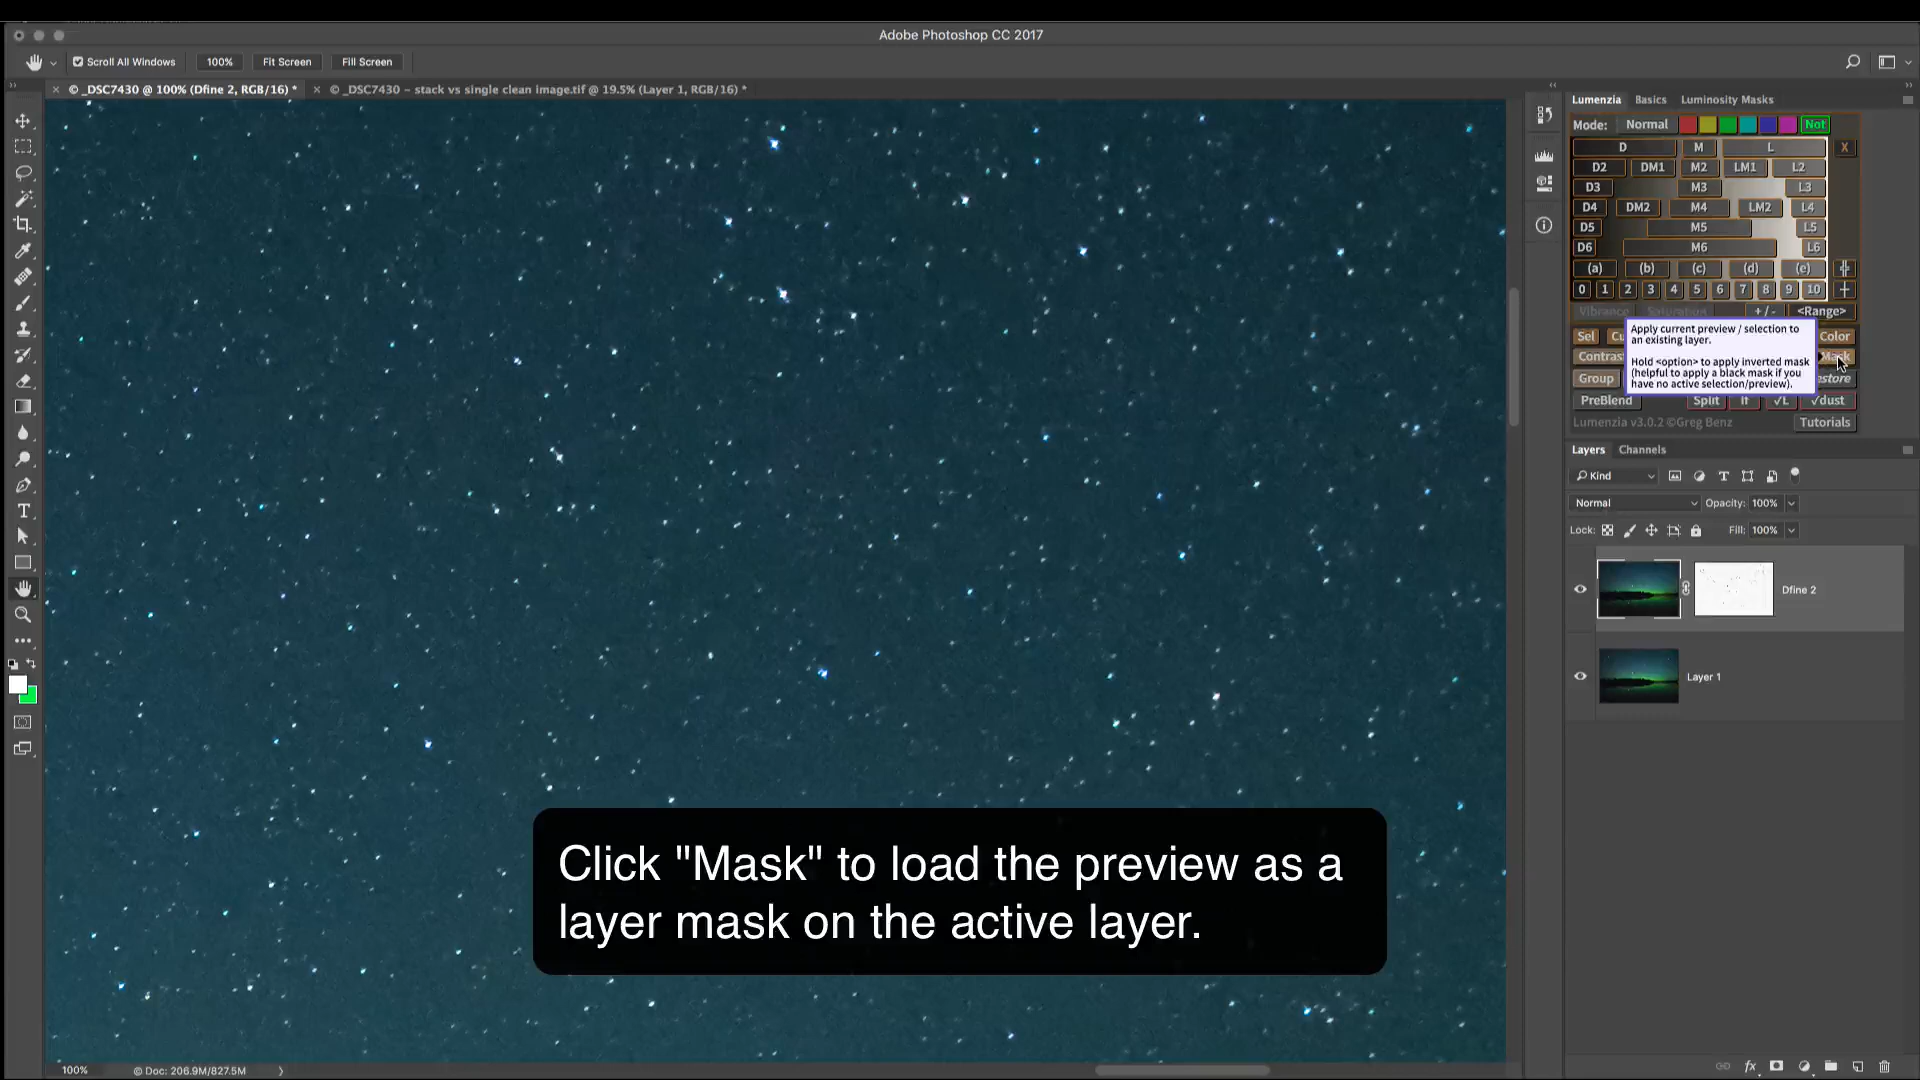 Adobe Photoshop CC 2017
Scroll All Windows
100%
Fit Screen
Fill Screen
© _DSC7430 @ 100% (Dfine 2, RGB/16) *
© _DSC7430 – stack vs single clean image.tif @ 19.5% (Layer 1, RGB/16) *
Lumenzia
Basics
Luminosity Masks
Mode: Normal Not
D M L X
D2 DM1 M2 LM1 L2
D3 M3 L3
D4 DM2 M4 LM2 L4
D5 M5 L5
D6 M6 L6
(a) (b) (c) (d) (e)
0 1 2 3 4 5 6 7 8 9 10
Vibrance Saturation +/- <Range>
Sel Color
Mask
Group
PreBlend Split If √L √dust
Lumenzia v3.0.2 ©Greg Benz Tutorials
Apply current preview / selection to
an existing layer.
Hold <option> to apply inverted mask
(helpful to apply a black mask if you
have no active selection/preview).
Layers
Channels
Kind
Normal
Opacity: 100%
Lock:
Fill: 100%
Dfine 2
Layer 1
Click "Mask" to load the preview as a
layer mask on the active layer.
100%
Doc: 206.9M/827.5M